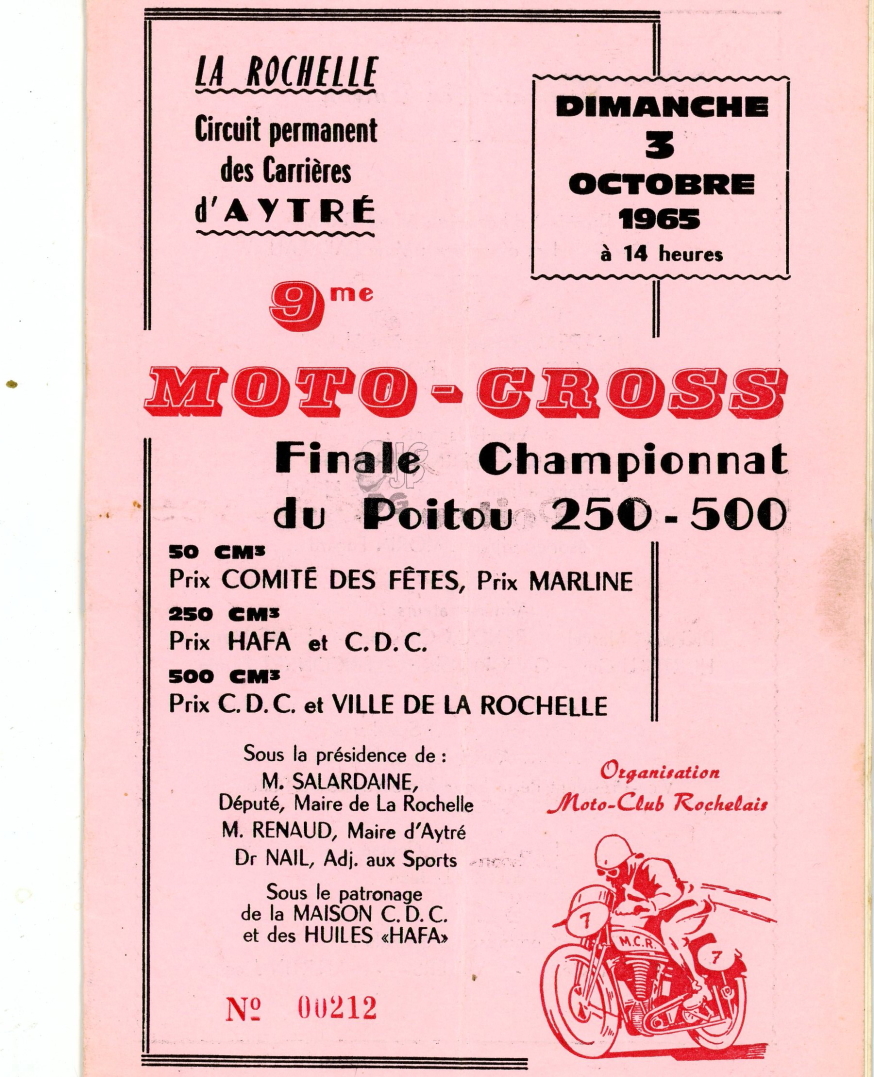 LA ROCHELLE
Circuit permanent
des Carrières
d'AYTRÉ
DIMANCHE
3
OCTOBRE
1965
à 14 heures
9me
MOTO-CROSS
Finale Championnat
du Poitou 250-500
50 CM³
Prix COMITÉ DES FÊTES, Prix MARLINE
250 CM³
Prix HAFA et C.D.C.
500 CM³
Prix C.D.C. et VILLE DE LA ROCHELLE
Sous la présidence de :
M. SALARDAINE,
Député, Maire de La Rochelle
M. RENAUD, Maire d'Aytré
Dr NAIL, Adj. aux Sports
Sous le patronage
de la MAISON C.D.C.
et des HUILES «HAFA»
Nº 00212
Organisation
Moto-Club Rochelais
7
M.C.R.
7